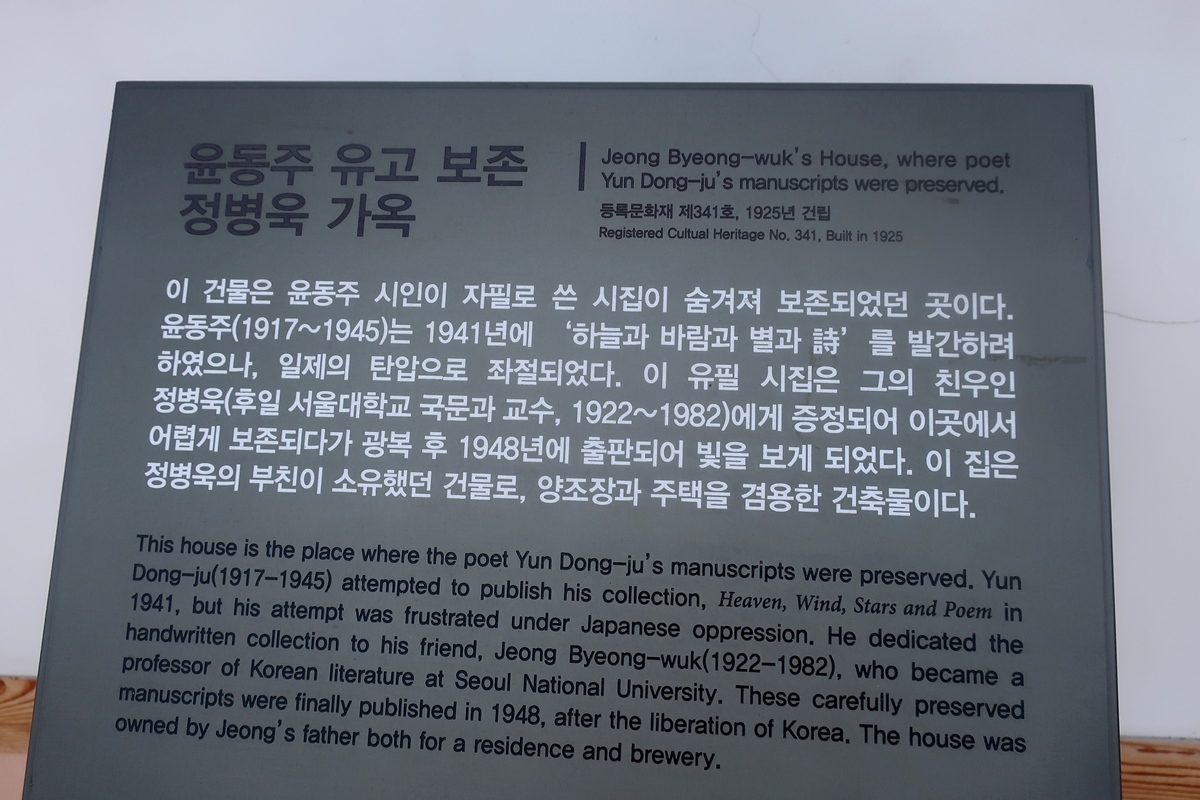 윤동주 유고 보존
정병욱 가옥
Jeong Byeong-wuk's House, where poet
Yun Dong-ju's manuscripts were preserved.
등록문화재 제341호, 1925년 건립
Registered Cultual Heritage No. 341, Built in 1925
이 건물은 윤동주 시인이 자필로 쓴 시집이 숨겨져 보존되었던 곳이다.
윤동주(1917~1945)는 1941년에 ‘하늘과 바람과 별과 詩’를 발간하려
하였으나, 일제의 탄압으로 좌절되었다. 이 유필 시집은 그의 친우인
정병욱(후일 서울대학교 국문과 교수, 1922~1982)에게 증정되어 이곳에서
어렵게 보존되다가 광복 후 1948년에 출판되어 빛을 보게 되었다. 이 집은
정병욱의 부친이 소유했던 건물로, 양조장과 주택을 겸용한 건축물이다.
This house is the place where the poet Yun Dong-ju's manuscripts were preserved. Yun
Dong-ju(1917-1945) attempted to publish his collection, Heaven, Wind, Stars and Poem in
1941, but his attempt was frustrated under Japanese oppression. He dedicated the
handwritten collection to his friend, Jeong Byeong-wuk(1922-1982), who became a
professor of Korean literature at Seoul National University. These carefully preserved
manuscripts were finally published in 1948, after the liberation of Korea. The house was
owned by Jeong's father both for a residence and brewery.